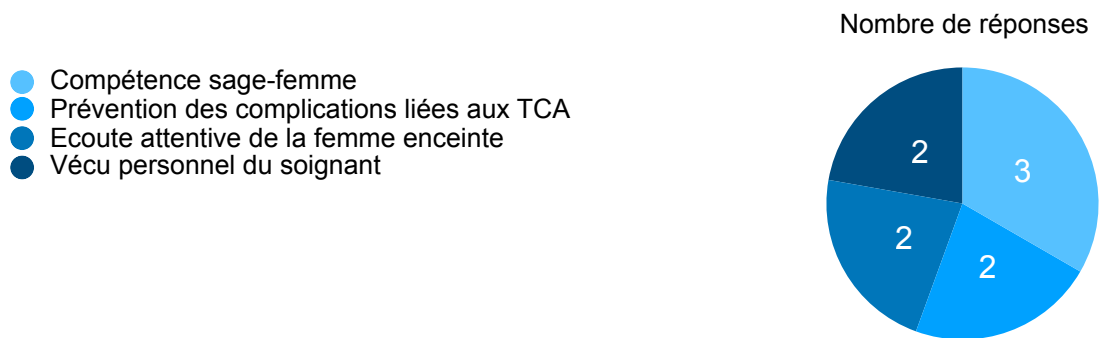 Nombre de réponses
Compétence sage-femme
Prévention des complications liées aux TCA
Ecoute attentive de la femme enceinte
Vécu personnel du soignant
2
3
2
2